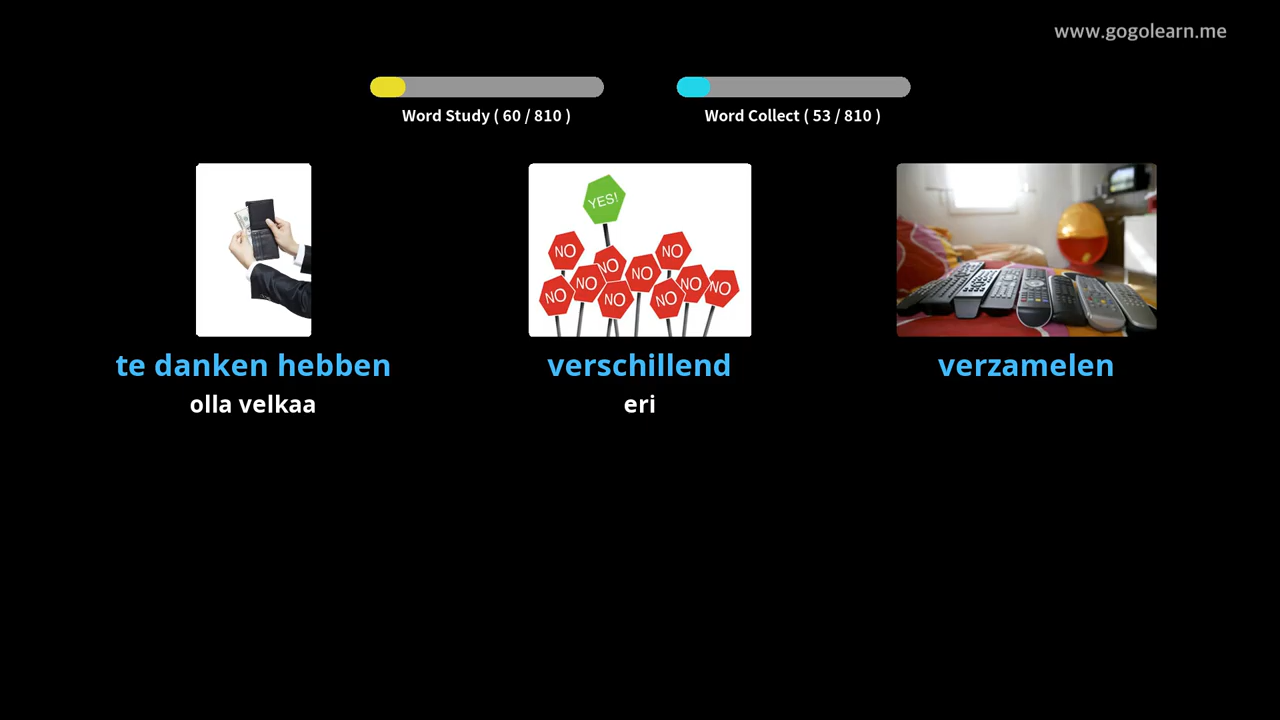 www.gogolearn.me
Word Study ( 60 / 810 )
Word Collect ( 53 / 810 )
YES!
NO
NO
NO
NO
NO
NO
NO
NO
NO
NO
te danken hebben
verschillend
verzamelen
olla velkaa
eri